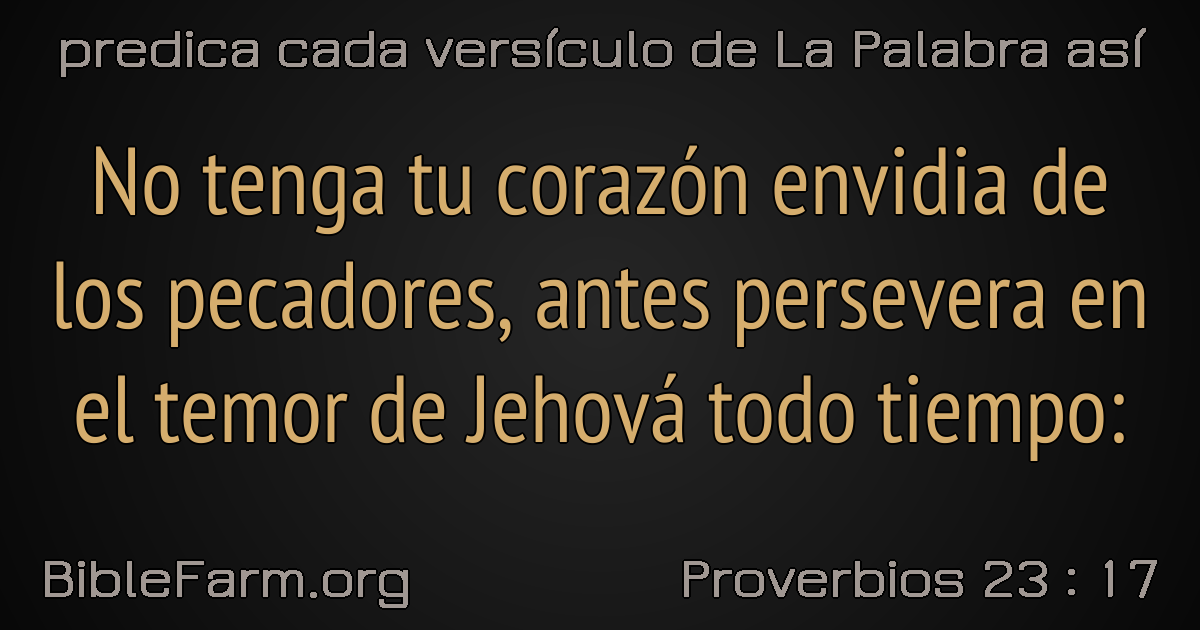 predica cada versículo de La Palabra así
No tenga tu corazón envidia de
los pecadores, antes persevera en
el temor de Jehová todo tiempo:
BibleFarm.org
Proverbios 23 : 17